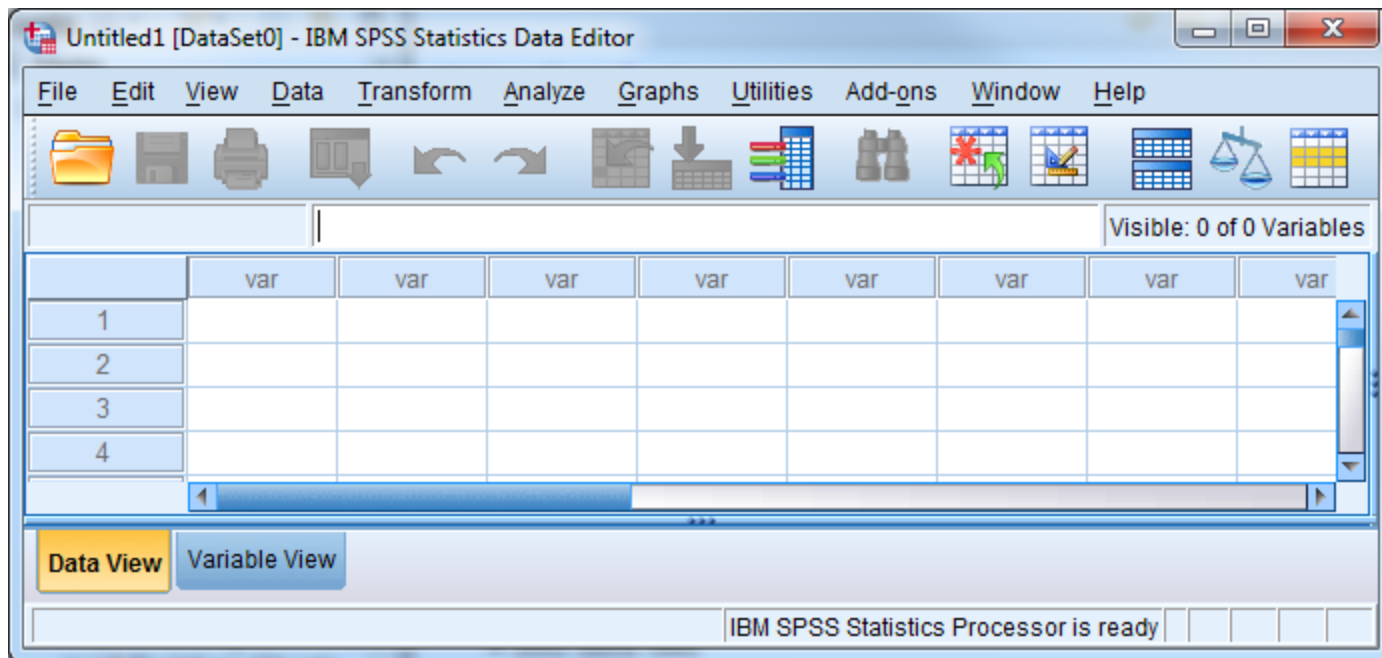 Untitled1 [DataSet0] - IBM SPSS Statistics Data Editor
File Edit View Data Transform Analyze Graphs Utilities Add-ons Window Help
Visible: 0 of 0 Variables
var var var var var var var var
1
2
3
4
Data View Variable View
IBM SPSS Statistics Processor is ready